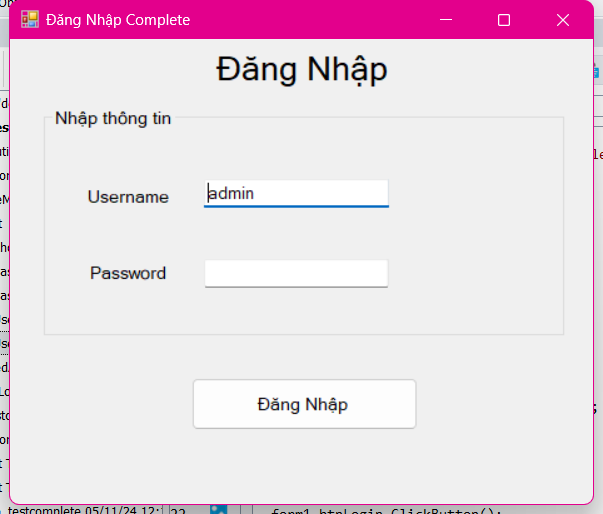 Đăng Nhập Complete
Đăng Nhập
Nhập thông tin
Username
admin
Password
Đăng Nhập
testcomplete 05/11/24 12:
22
form1.btnLogin.ClickButton();